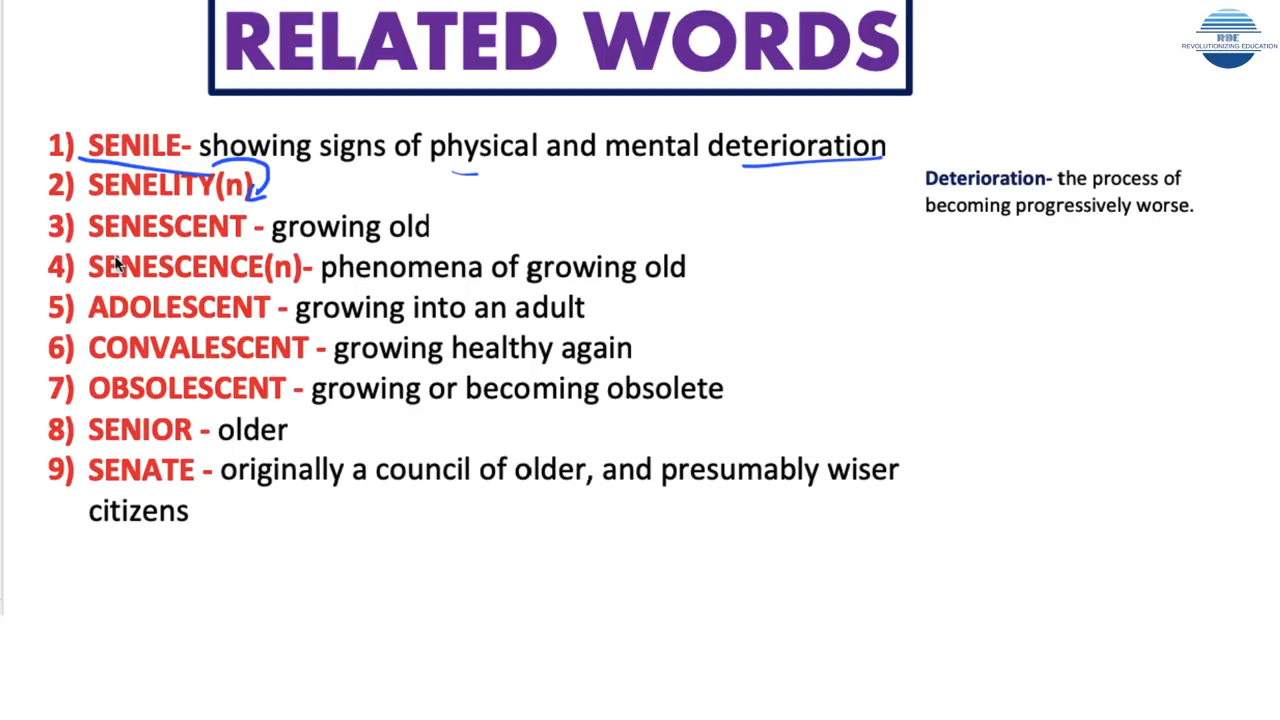 RELATED WORDS
RBE
REVOLUTIONIZING EDUCATION
1) SENILE- showing signs of physical and mental deterioration
2) SENELITY(n)
3) SENESCENT - growing old
4) SENESCENCE(n)- phenomena of growing old
5) ADOLESCENT - growing into an adult
6) CONVALESCENT - growing healthy again
7) OBSOLESCENT - growing or becoming obsolete
8) SENIOR - older
9) SENATE - originally a council of older, and presumably wiser
citizens
Deterioration- the process of
becoming progressively worse.